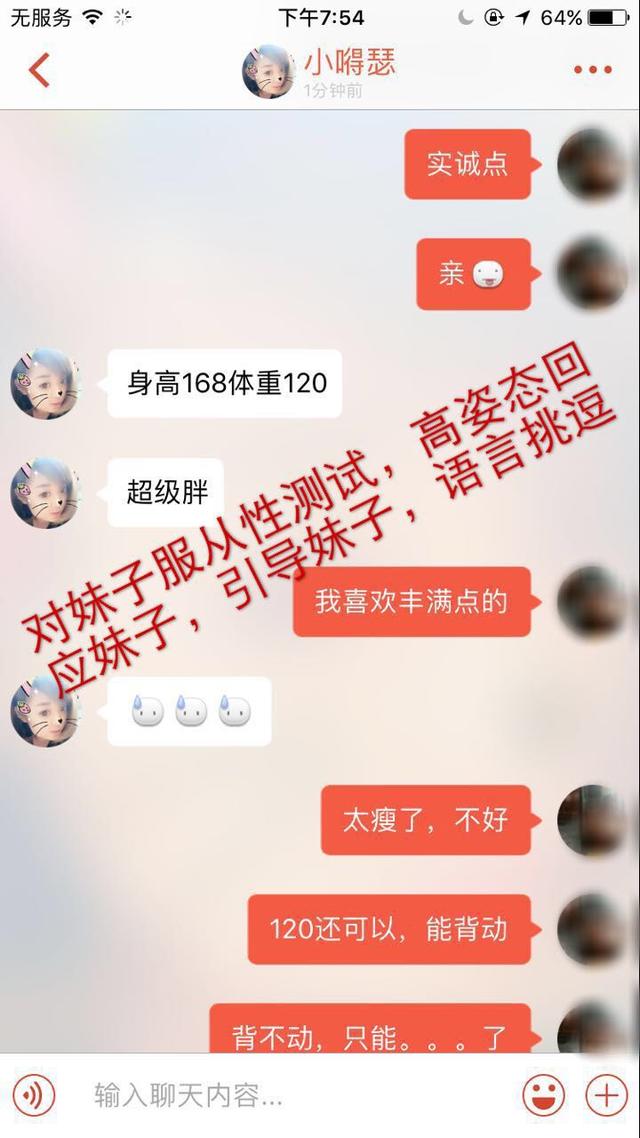 无服务
下午7:54
64%
小嘚瑟
1分钟前
实诚点
亲
身高168体重120
超级胖
对妹子服从性测试，高姿态回
应妹子，引导妹子，语言挑逗
我喜欢丰满点的
太瘦了，不好
120还可以，能背动
背不动，只能。。。了
输入聊天内容...